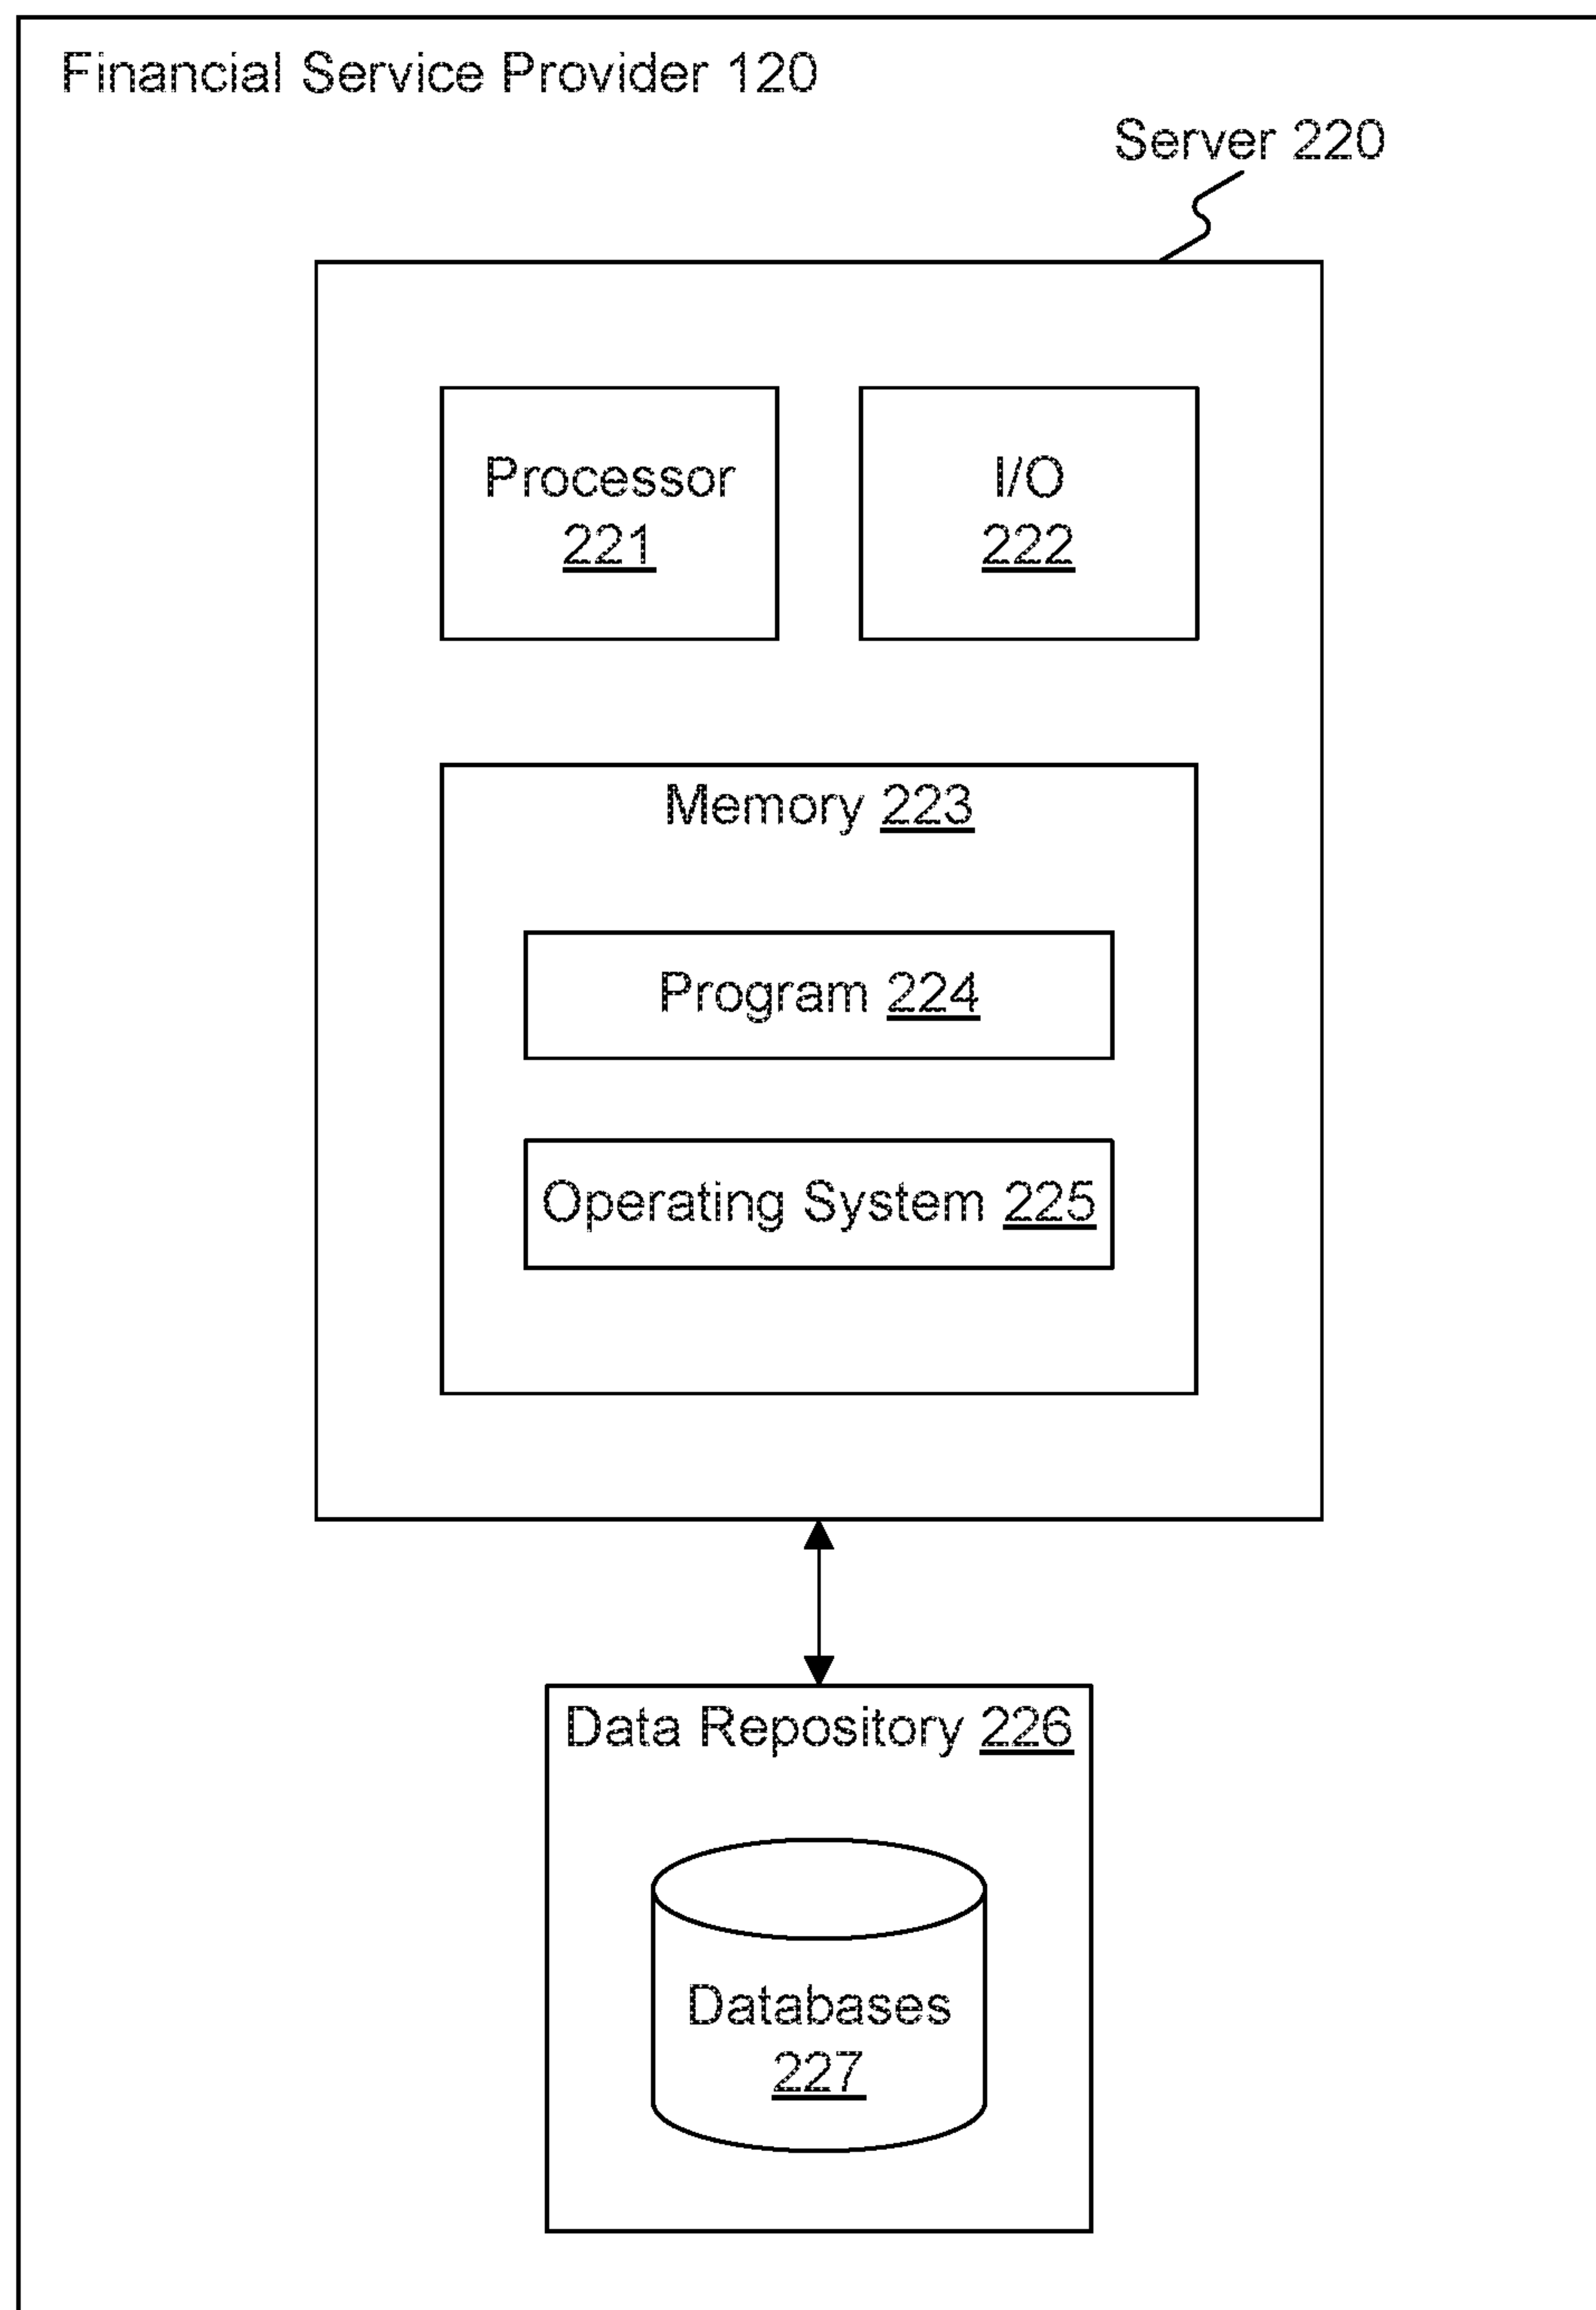 Financial Service Provider 120
Server 220
Processor
221
I/O
222
Memory 223
Program 224
Operating System 225
Data Repository 226
Databases
227